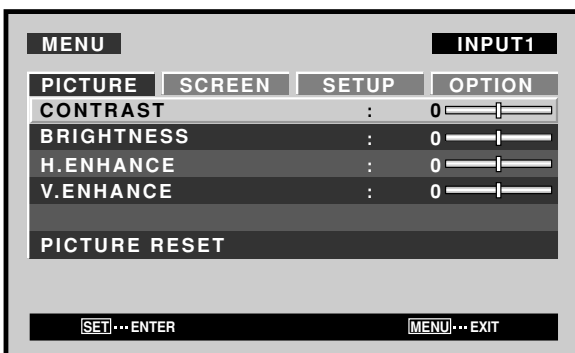 MENU INPUT1
PICTURE SCREEN SETUP OPTION
CONTRAST : 0
BRIGHTNESS : 0
H.ENHANCE : 0
V.ENHANCE : 0
PICTURE RESET
SET ··· ENTER MENU ··· EXIT